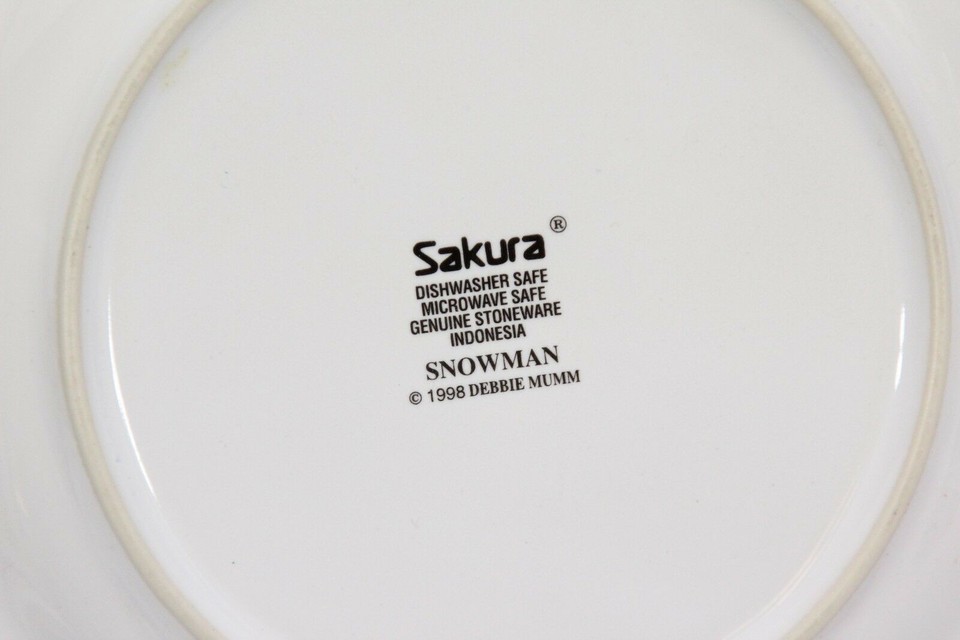 Sakura ®
DISHWASHER SAFE
MICROWAVE SAFE
GENUINE STONEWARE
INDONESIA
SNOWMAN
© 1998 DEBBIE MUMM